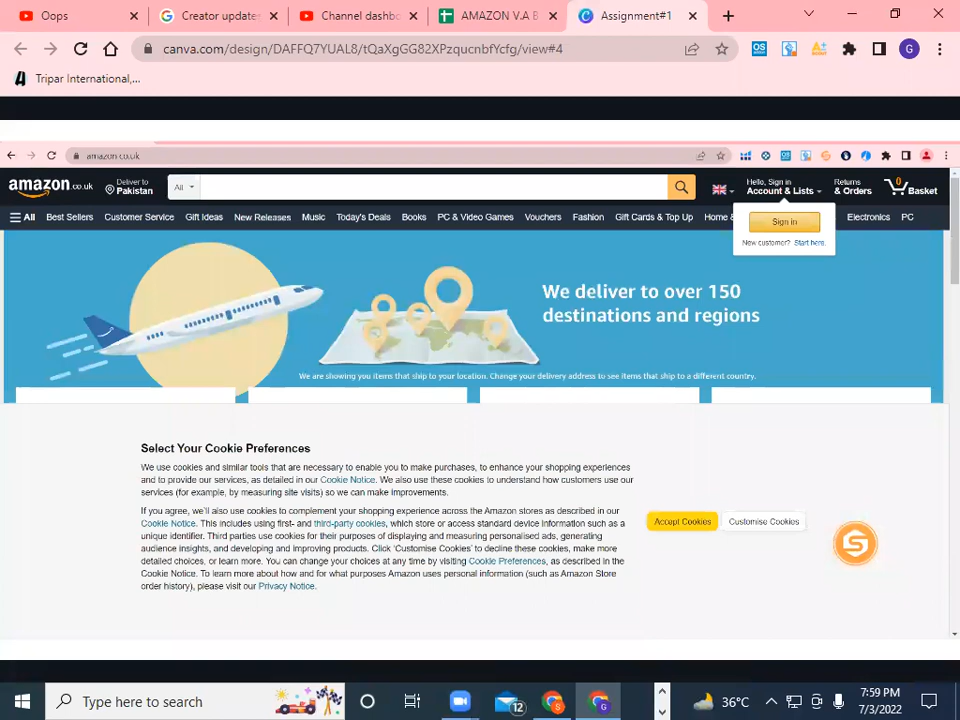 Oops
Creator update
Channel dashbo
AMAZON V.A B
Assignment#1
canva.com/design/DAFFQ7YUAL8/tQaXgGG82XPzqucnbfYcfg/view#4
OS
G
Tripar International,...
amazon.co.uk
amazon.co.uk
Deliver to
Pakistan
All
Hello, Sign in
Account & Lists
Returns
& Orders
0
Basket
All
Best Sellers
Customer Service
Gift Ideas
New Releases
Music
Today's Deals
Books
PC & Video Games
Vouchers
Fashion
Gift Cards & Top Up
Home &
Electronics
PC
Sign in
New customer? Start here.
We deliver to over 150
destinations and regions
We are showing you items that ship to your location. Change your delivery address to see items that ship to a different country.
Select Your Cookie Preferences
We use cookies and similar tools that are necessary to enable you to make purchases, to enhance your shopping experiences
and to provide our services, as detailed in our Cookie Notice. We also use these cookies to understand how customers use our
services (for example, by measuring site visits) so we can make improvements.
If you agree, we'll also use cookies to complement your shopping experience across the Amazon stores as described in our
Cookie Notice. This includes using first- and third-party cookies, which store or access standard device information such as a
unique identifier. Third parties use cookies for their purposes of displaying and measuring personalised ads, generating
audience insights, and developing and improving products. Click 'Customise Cookies' to decline these cookies, make more
detailed choices, or learn more. You can change your choices at any time by visiting Cookie Preferences, as described in the
Cookie Notice. To learn more about how and for what purposes Amazon uses personal information (such as Amazon Store
order history), please visit our Privacy Notice.
Accept Cookies
Customise Cookies
S
Type here to search
12
36°C
7:59 PM
7/3/2022